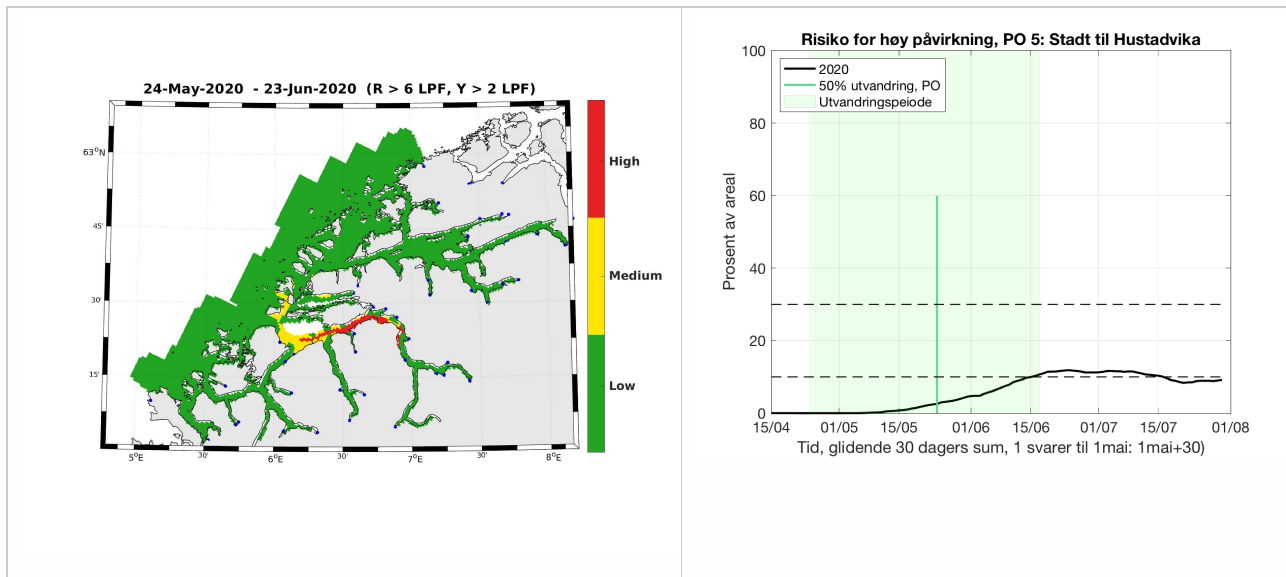 24-May-2020  - 23-Jun-2020  (R > 6 LPF, Y > 2 LPF)
63°N
45'
30'
15'
5°E
30'
6°E
30'
7°E
30'
8°E
High
Medium
Low
Risiko for høy påvirkning, PO 5: Stadt til Hustadvika
2020
50% utvandring, PO
Utvandringspeiode
Prosent av areal
100
80
60
40
20
0
15/04
01/05
15/05
01/06
15/06
01/07
15/07
01/08
Tid, glidende 30 dagers sum, 1 svarer til 1mai: 1mai+30)